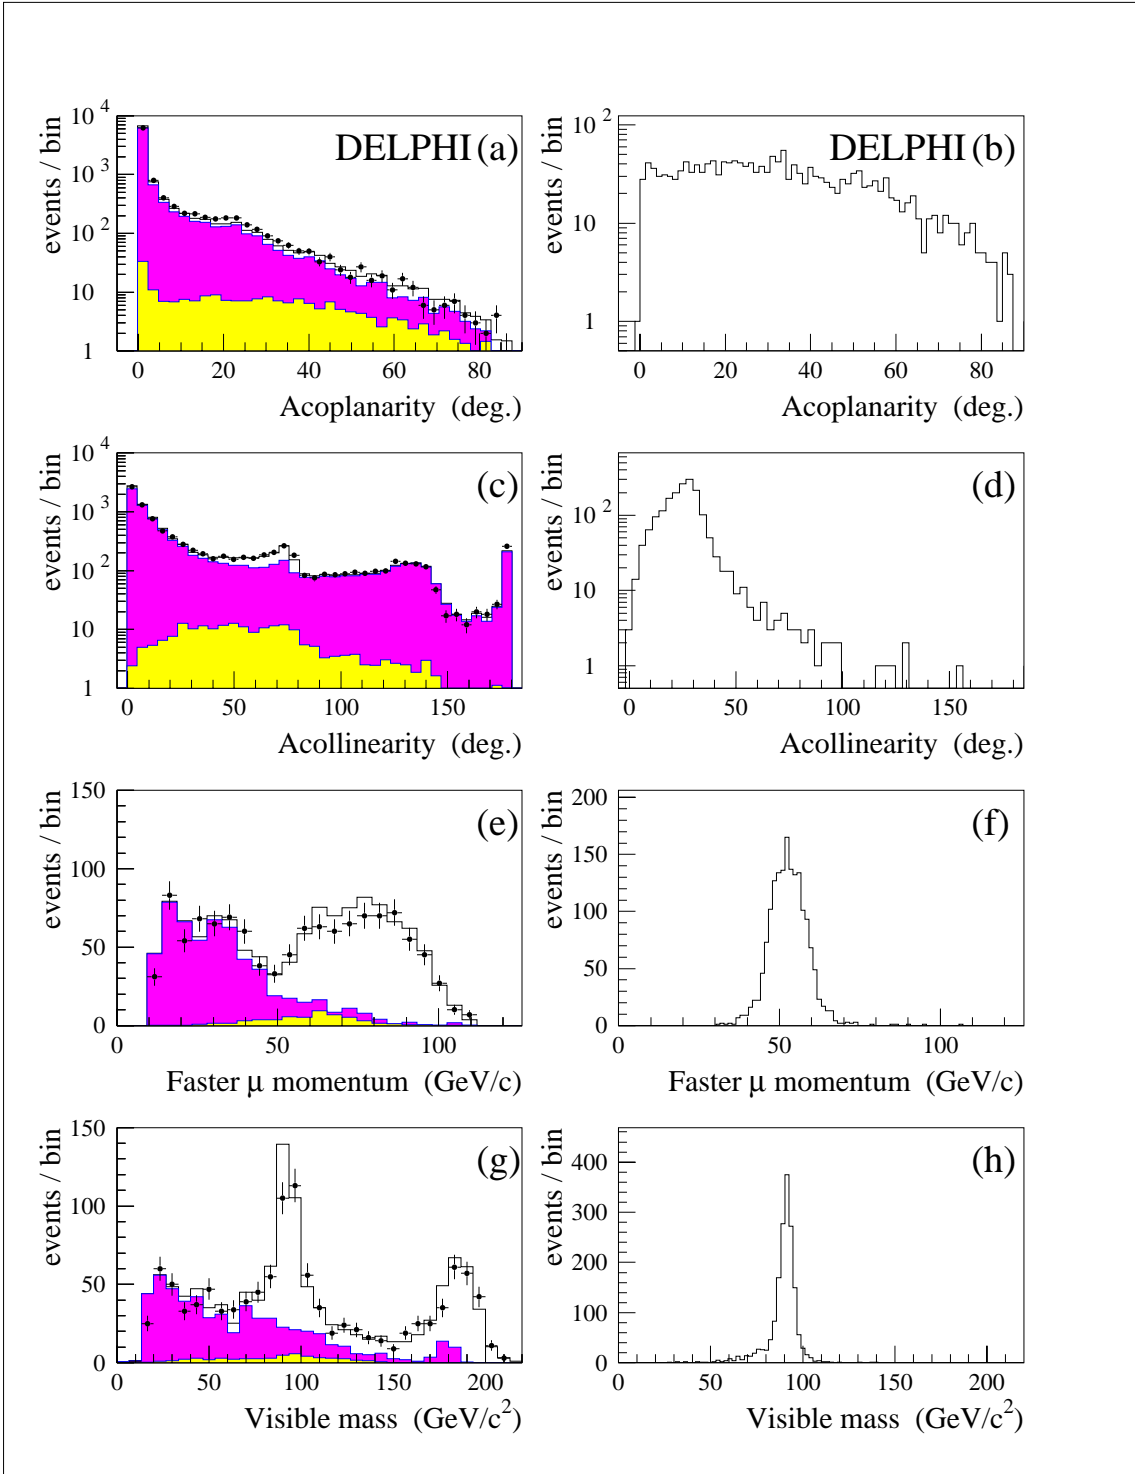 DELPHI (a)
events / bin
10^4
10^3
10^2
10
1
0 20 40 60 80
Acoplanarity (deg.)
DELPHI (b)
events / bin
10^2
10
1
0 20 40 60 80
Acoplanarity (deg.)
(c)
events / bin
10^4
10^3
10^2
10
1
0 50 100 150
Acollinearity (deg.)
(d)
events / bin
10^2
10
1
0 50 100 150
Acollinearity (deg.)
(e)
events / bin
150
100
50
0
0 50 100
Faster μ momentum (GeV/c)
(f)
events / bin
200
150
100
50
0
0 50 100
Faster μ momentum (GeV/c)
(g)
events / bin
150
100
50
0
0 50 100 150 200
Visible mass (GeV/c^2)
(h)
events / bin
400
300
200
100
0
0 50 100 150 200
Visible mass (GeV/c^2)